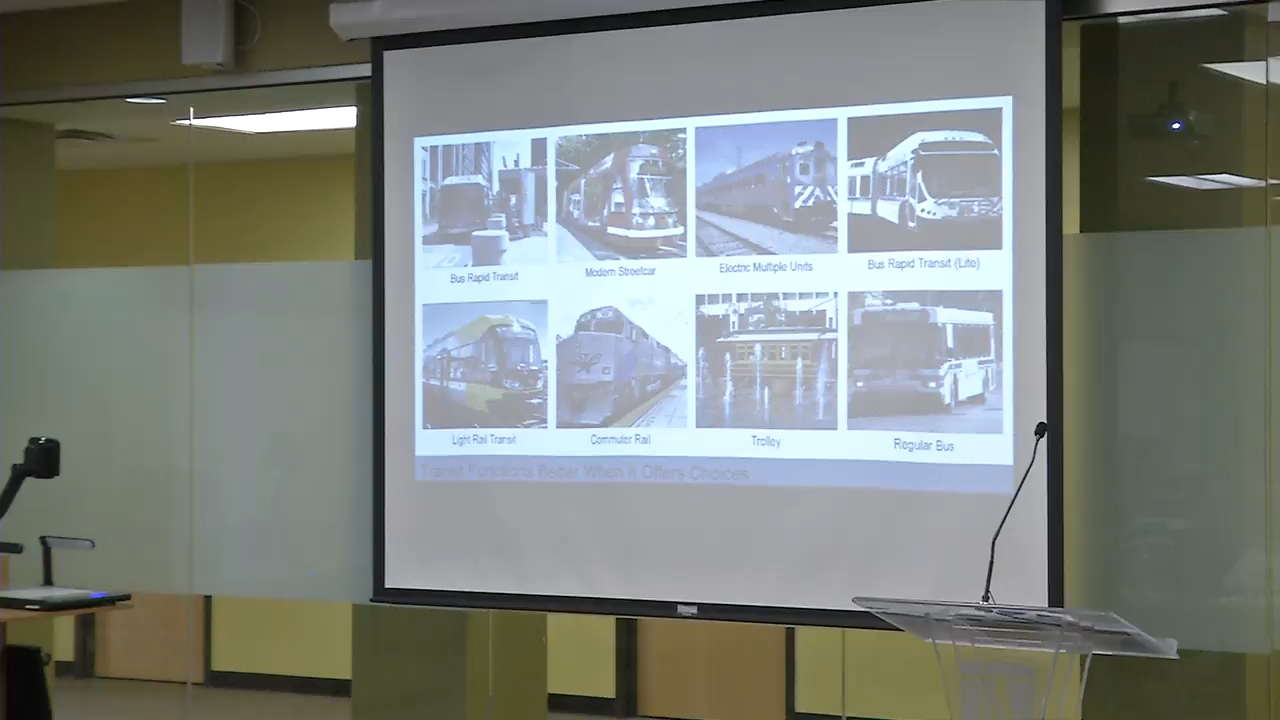 Bus Rapid Transit
Modern Streetcar
Electric Multiple Units
Bus Rapid Transit (Lite)
Light Rail Transit
Commuter Rail
Trolley
Regular Bus
Transit Functions Better When It Offers Choices